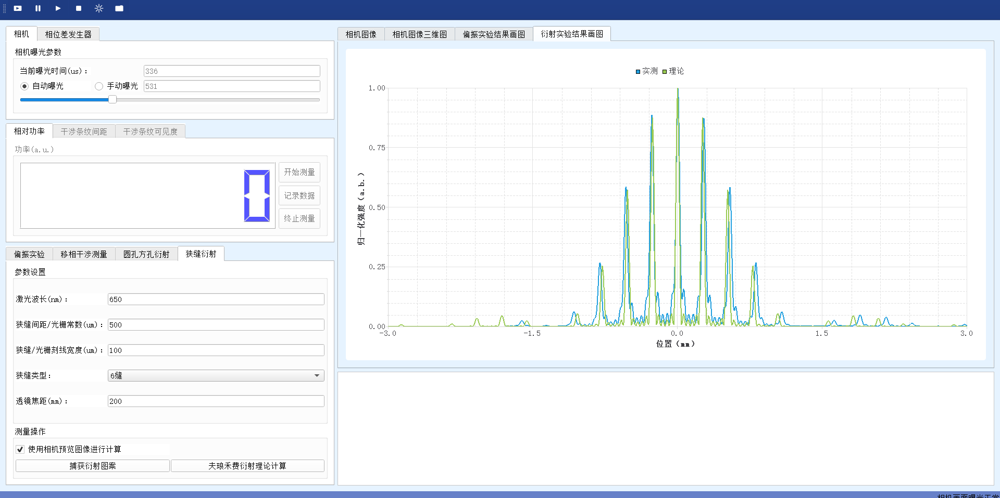 相机 相位差发生器
相机曝光参数
当前曝光时间(us)： 336
自动曝光 手动曝光 531
相对功率 干涉条纹间距 干涉条纹可见度
功率(a.u.)
0
开始测量
记录数据
终止测量
偏振实验 移相干涉测量 圆孔方孔衍射 狭缝衍射
参数设置
激光波长(nm)： 650
狭缝间距/光栅常数(um)： 500
狭缝/光栅刻线宽度(um)： 100
狭缝类型： 6缝
透镜焦距(mm)： 200
测量操作
使用相机预览图像进行计算
捕获衍射图案 夫琅禾费衍射理论计算
相机图像 相机图像三维图 偏振实验结果画图 衍射实验结果画图
实测 理论
1.00
0.75
0.50
0.25
0.00
归一化强度（a.b.）
-3.0 -1.5 0.0 1.5 3.0
位置（mm）
相机画面曝光正常